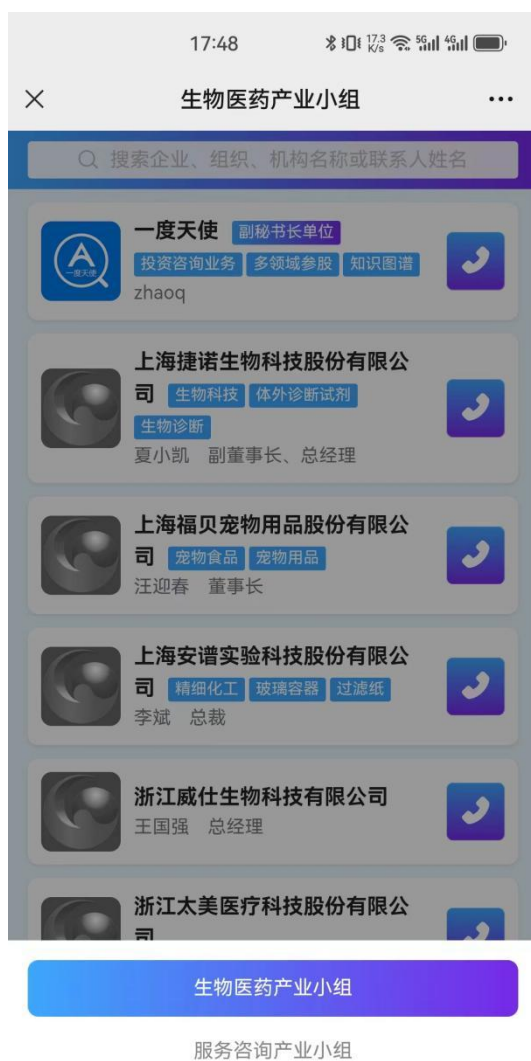 17:48
17.3 K/s 5G 4G
生物医药产业小组
搜索企业、组织、机构名称或联系人姓名
一度天使 副秘书长单位
投资咨询业务 多领域参股 知识图谱
zhaoq
A
一度天使
上海捷诺生物科技股份有限公
司 生物科技 体外诊断试剂
生物诊断
夏小凯 副董事长、总经理
上海福贝宠物用品股份有限公
司 宠物食品 宠物用品
汪迎春 董事长
上海安谱实验科技股份有限公
司 精细化工 玻璃容器 过滤纸
李斌 总裁
浙江威仕生物科技有限公司
王国强 总经理
浙江太美医疗科技股份有限公
司
生物医药产业小组
服务咨询产业小组